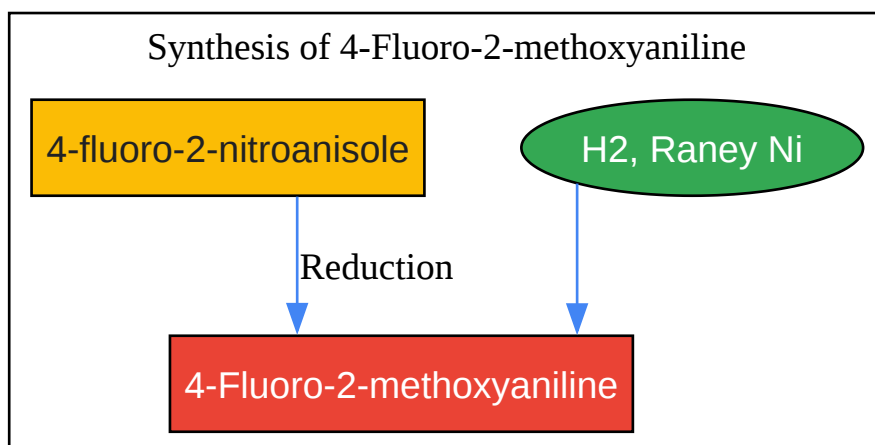 Synthesis of 4-Fluoro-2-methoxyaniline
4-fluoro-2-nitroanisole
H2, Raney Ni
Reduction
4-Fluoro-2-methoxyaniline